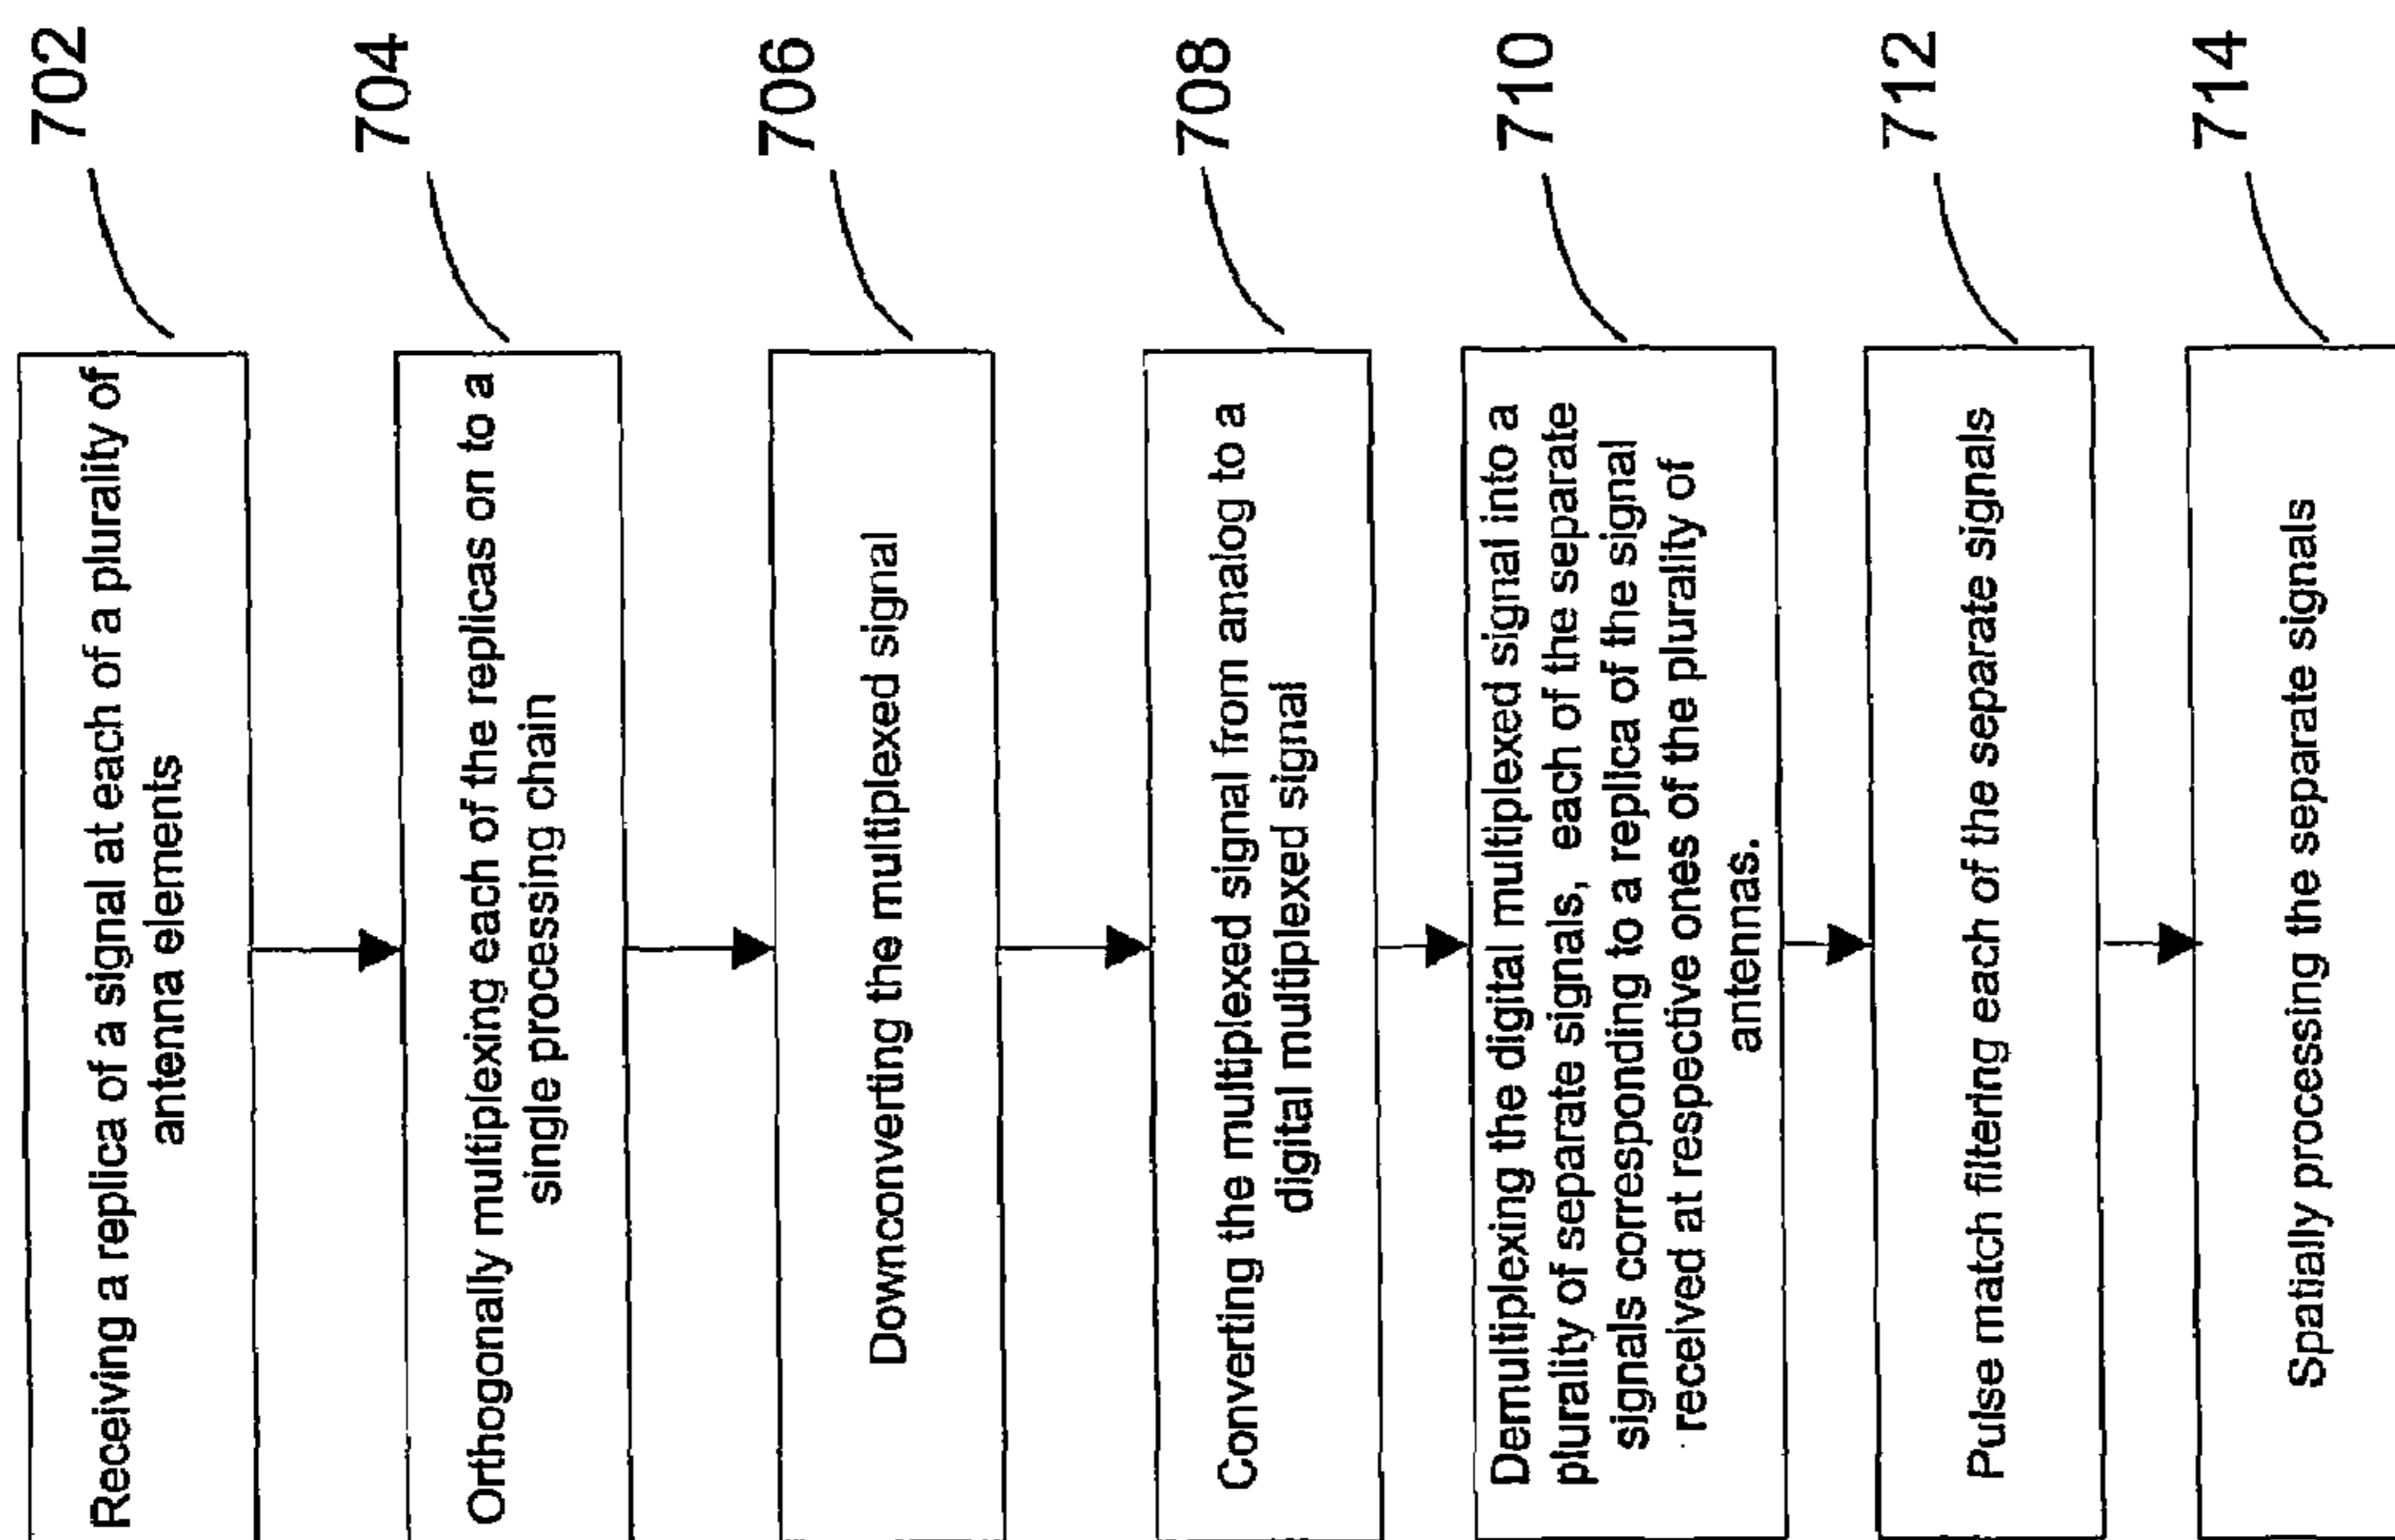 702
Receiving a replica of a signal at each of a plurality of
antenna elements
704
Orthogonally multiplexing each of the replicas on to a
single processing chain
706
Downconverting the multiplexed signal
708
Converting the multiplexed signal from analog to a
digital multiplexed signal
710
Demultiplexing the digital multiplexed signal into a
plurality of separate signals, each of the separate
signals corresponding to a replica of the signal
received at respective ones of the plurality of
antennas.
712
Pulse match filtering each of the separate signals
714
Spatially processing the separate signals